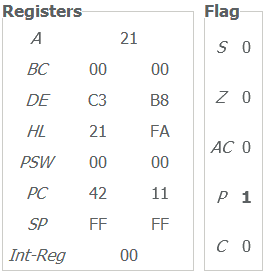 Registers Flag
A 21 S 0
BC 00 00
DE C3 B8 Z 0
HL 21 FA
AC 0
PSW 00 00
PC 42 11 P 1
SP FF FF
C 0
Int-Reg 00